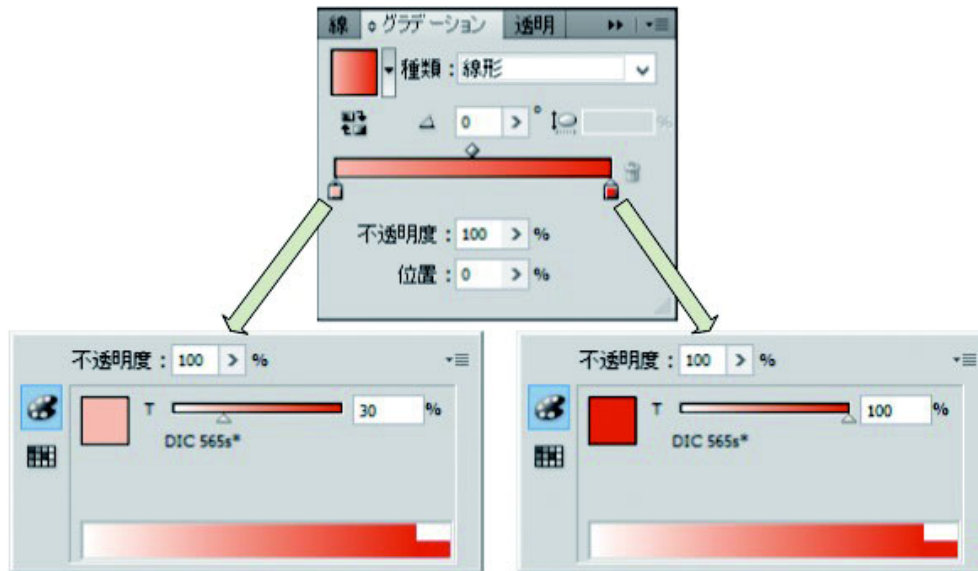 線 グラデーション 透明
種類：線形
0 °　%
不透明度：100 %
位置：0 %
不透明度：100 %
T 30 %
DIC 565s*
不透明度：100 %
T 100 %
DIC 565s*